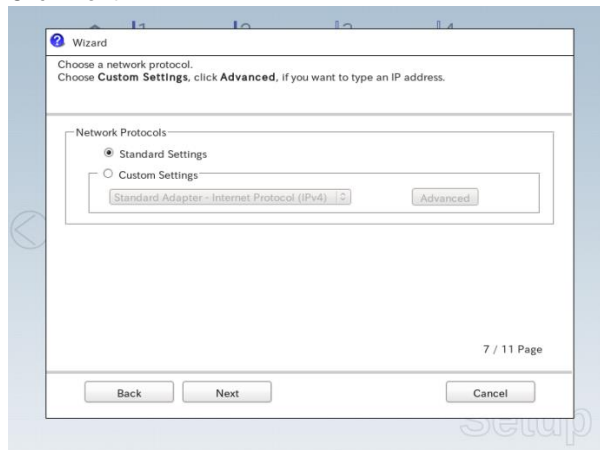 Wizard
Choose a network protocol.
Choose Custom Settings, click Advanced, if you want to type an IP address.
Network Protocols
Standard Settings
Custom Settings
Standard Adapter - Internet Protocol (IPv4)
Advanced
7 / 11 Page
Back
Next
Cancel
Setup